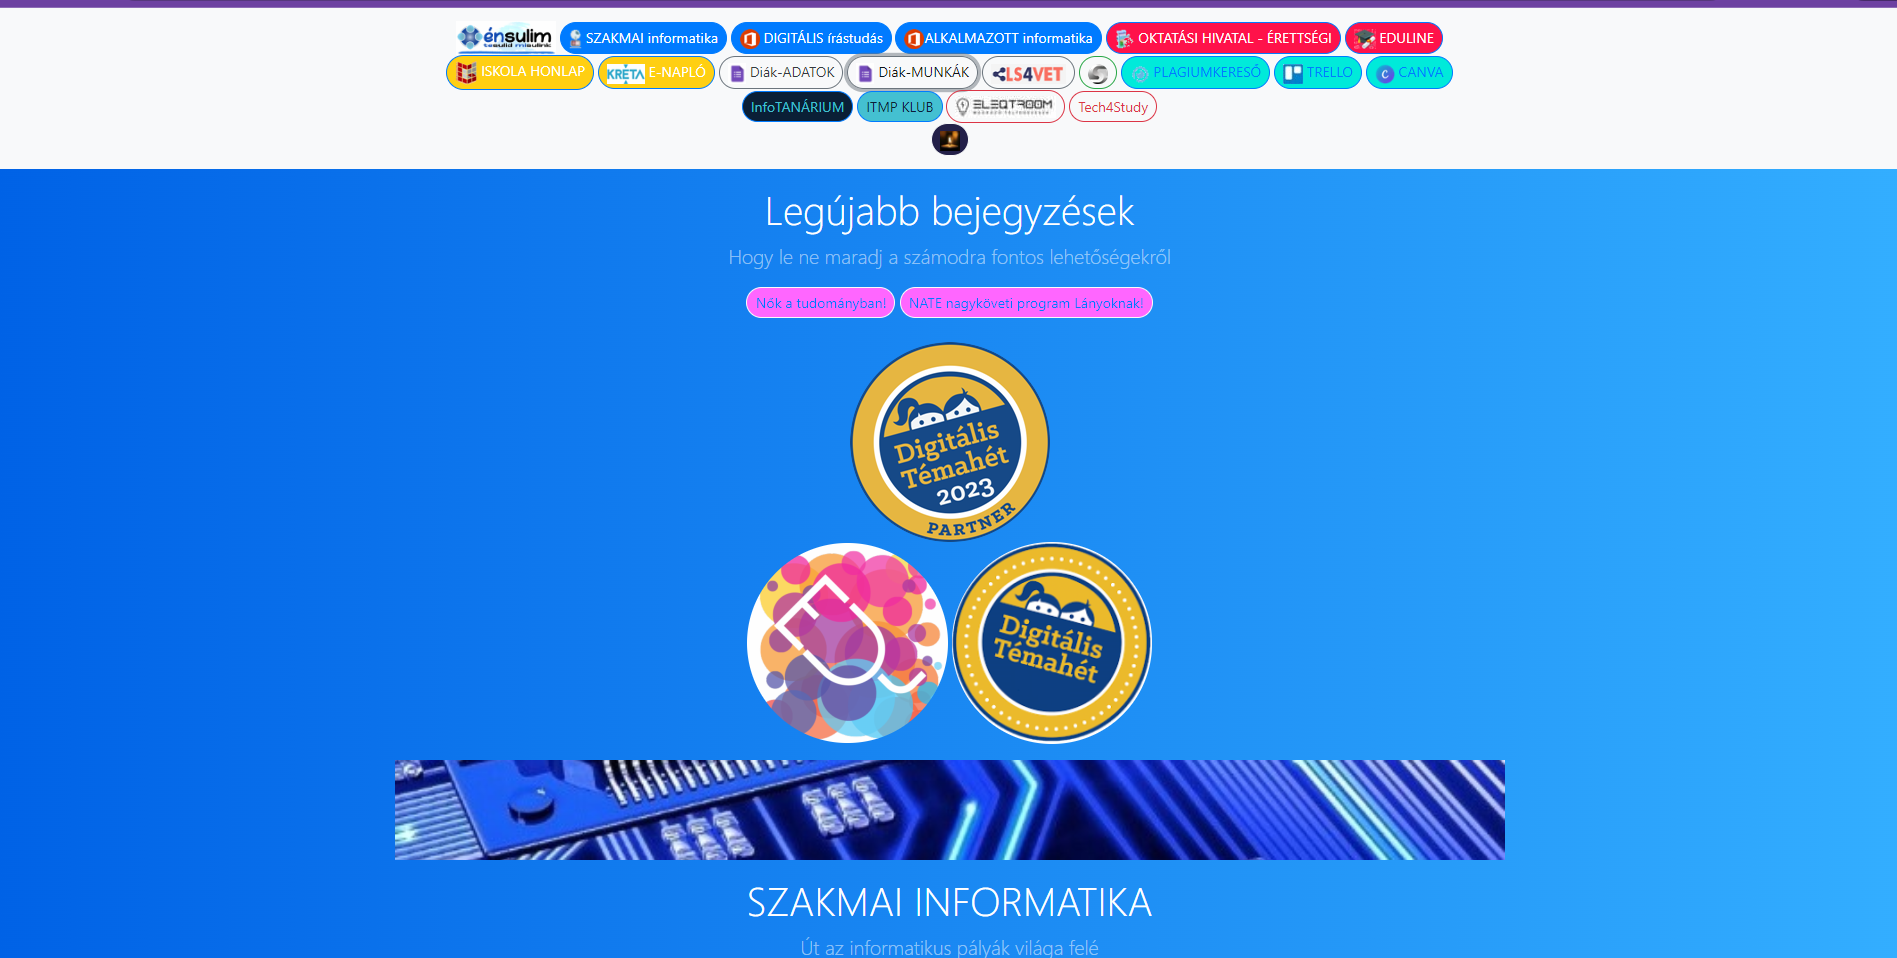 énsulim
tesulid misulink
SZAKMAI informatika
DIGITÁLIS írástudás
ALKALMAZOTT informatika
OKTATÁSI HIVATAL - ÉRETTSÉGI
EDULINE
ISKOLA HONLAP
KRÉTA E-NAPLÓ
Diák-ADATOK
Diák-MUNKÁK
LS4VET
PLAGIUMKERESŐ
TRELLO
CANVA
InfoTANÁRIUM
ITMP KLUB
ELEQTROOM
Tech4Study
Legújabb bejegyzések
Hogy le ne maradj a számodra fontos lehetőségekről
Nők a tudományban!
NATE nagyköveti program Lányoknak!
Digitális
Témahét
2023
PARTNER
Digitális
Témahét
SZAKMAI INFORMATIKA
Út az informatikus pályák világa felé